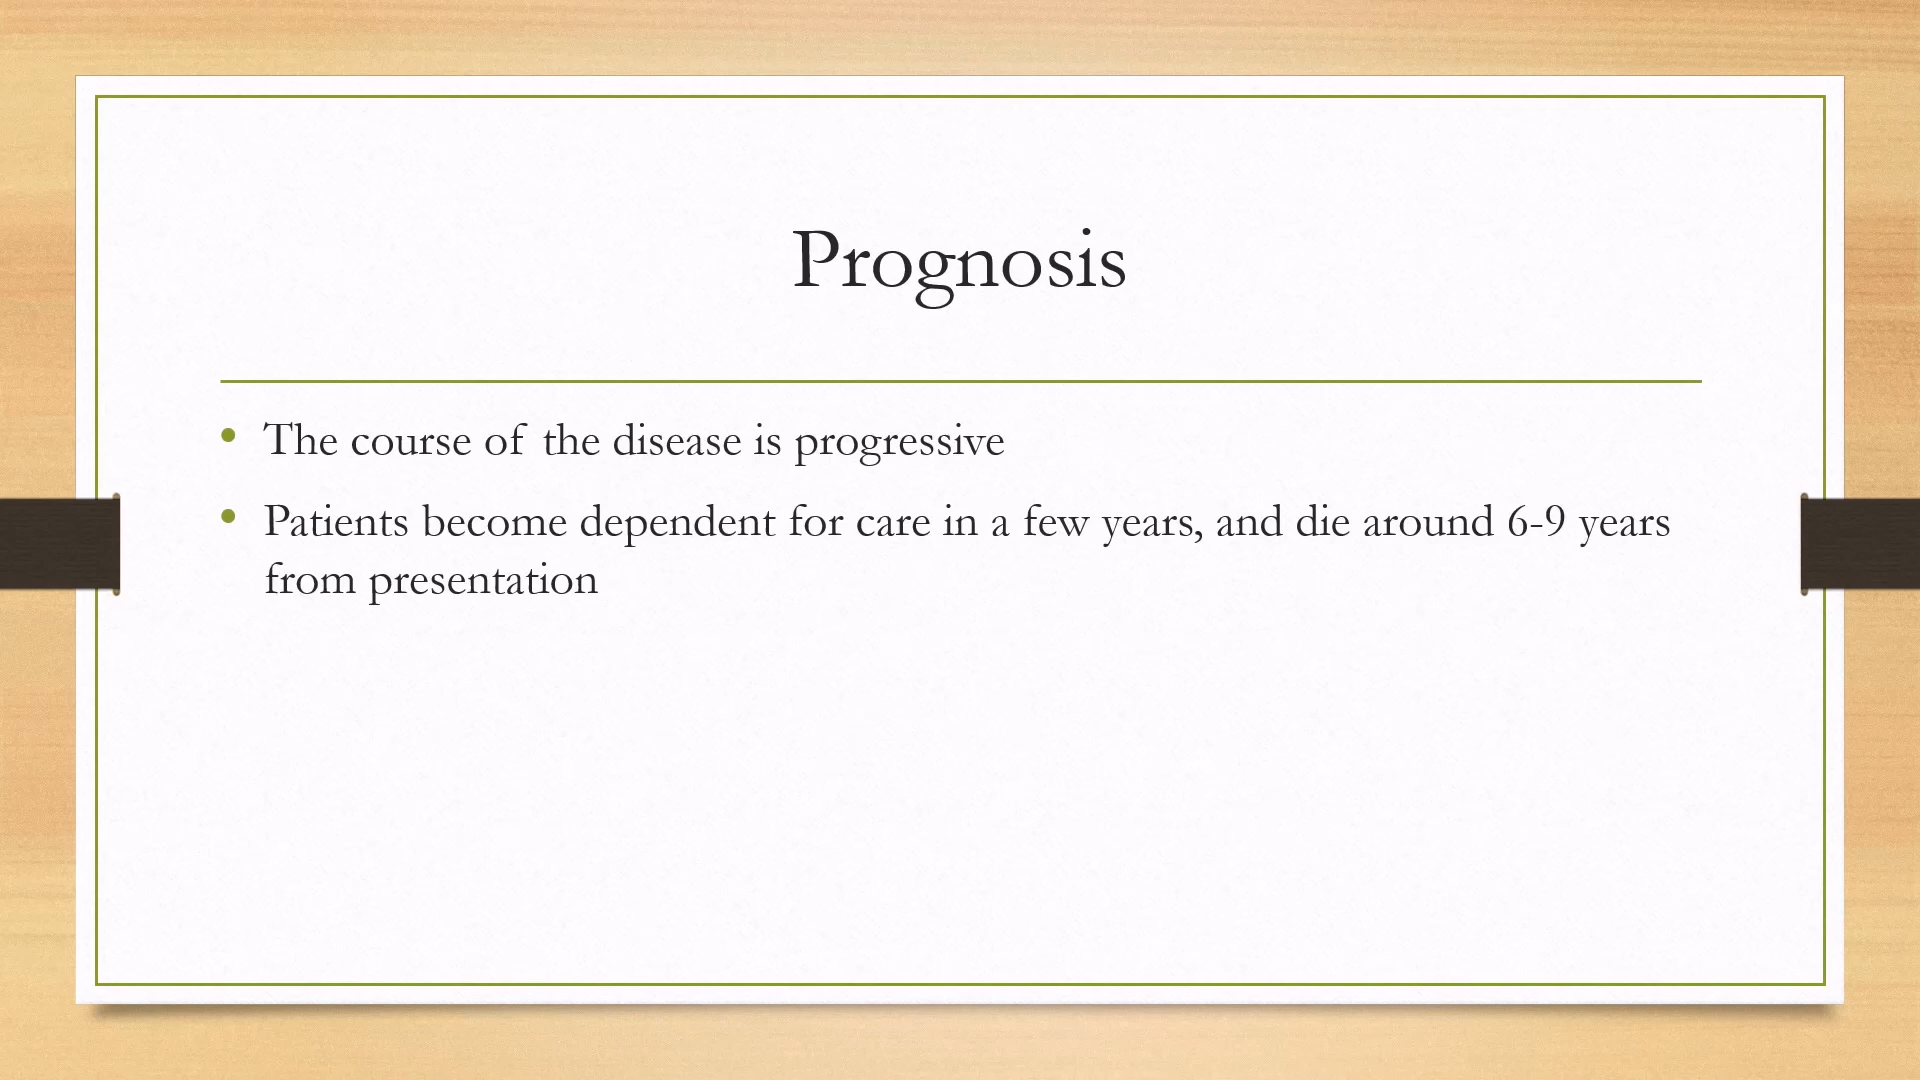 Prognosis
• The course of the disease is progressive
• Patients become dependent for care in a few years, and die around 6-9 years
from presentation